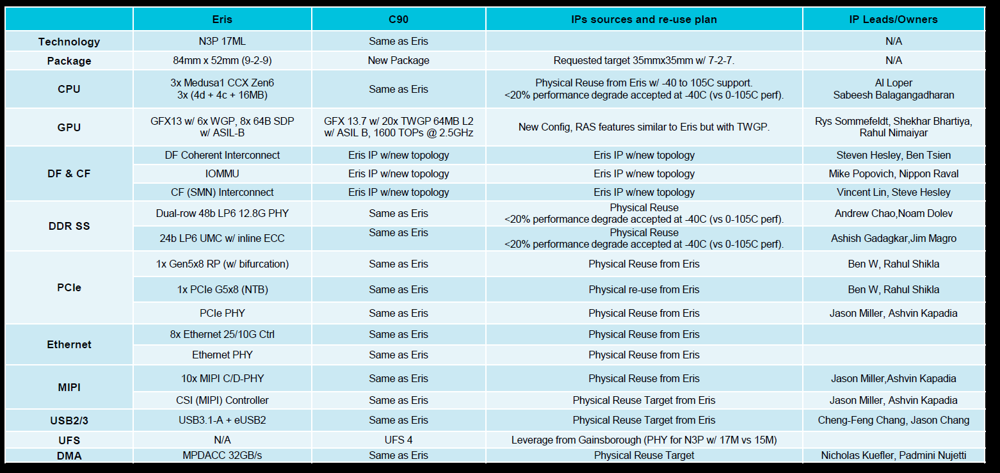 Eris C90 IPs sources and re-use plan IP Leads/Owners
Technology N3P 17ML Same as Eris N/A
Package 84mm x 52mm (9-2-9) New Package Requested target 35mmx35mm w/ 7-2-7. N/A
CPU
3x Medusa1 CCX Zen6
3x (4d + 4c + 16MB)
Same as Eris
Physical Reuse from Eris w/ -40 to 105C support.
<20% performance degrade accepted at -40C (vs 0-105C perf).
Al Loper
Sabeesh Balagangadharan
GPU
GFX13 w/ 6x WGP, 8x 64B SDP
w/ ASIL-B
GFX 13.7 w/ 20x TWGP 64MB L2
w/ ASIL B, 1600 TOPs @ 2.5GHz
New Config, RAS features similar to Eris but with TWGP.
Rys Sommefeldt, Shekhar Bhartiya,
Rahul Nimaiyar
DF & CF
DF Coherent Interconnect Eris IP w/new topology Eris IP w/new topology Steven Hesley, Ben Tsien
IOMMU Eris IP w/new topology Eris IP w/new topology Mike Popovich, Nippon Raval
CF (SMN) Interconnect Eris IP w/new topology Eris IP w/new topology Vincent Lin, Steve Hesley
DDR SS
Dual-row 48b LP6 12.8G PHY
Same as Eris
Physical Reuse
<20% performance degrade accepted at -40C (vs 0-105C perf).
Andrew Chao,Noam Dolev
24b LP6 UMC w/ inline ECC
Same as Eris
Physical Reuse
<20% performance degrade accepted at -40C (vs 0-105C perf).
Ashish Gadagkar,Jim Magro
PCIe
1x Gen5x8 RP (w/ bifurcation) Same as Eris Physical Reuse from Eris Ben W, Rahul Shikla
1x PCIe G5x8 (NTB) Same as Eris Physical re-use from Eris Ben W, Rahul Shikla
PCIe PHY Same as Eris Physical Reuse from Eris Jason Miller, Ashvin Kapadia
Ethernet
8x Ethernet 25/10G Ctrl Same as Eris Physical Reuse from Eris
Ethernet PHY Same as Eris Physical Reuse from Eris
MIPI
10x MIPI C/D-PHY Same as Eris Physical Reuse from Eris Jason Miller,Ashvin Kapadia
CSI (MIPI) Controller Same as Eris Physical Reuse Target from Eris Jason Miller, Ashvin Kapadia
USB2/3 USB3.1-A + eUSB2 Same as Eris Physical Reuse Target from Eris Cheng-Feng Chang, Jason Chang
UFS N/A UFS 4 Leverage from Gainsborough (PHY for N3P w/ 17M vs 15M)
DMA MPDACC 32GB/s Same as Eris Physical Reuse Target Nicholas Kuefler, Padmini Nujetti